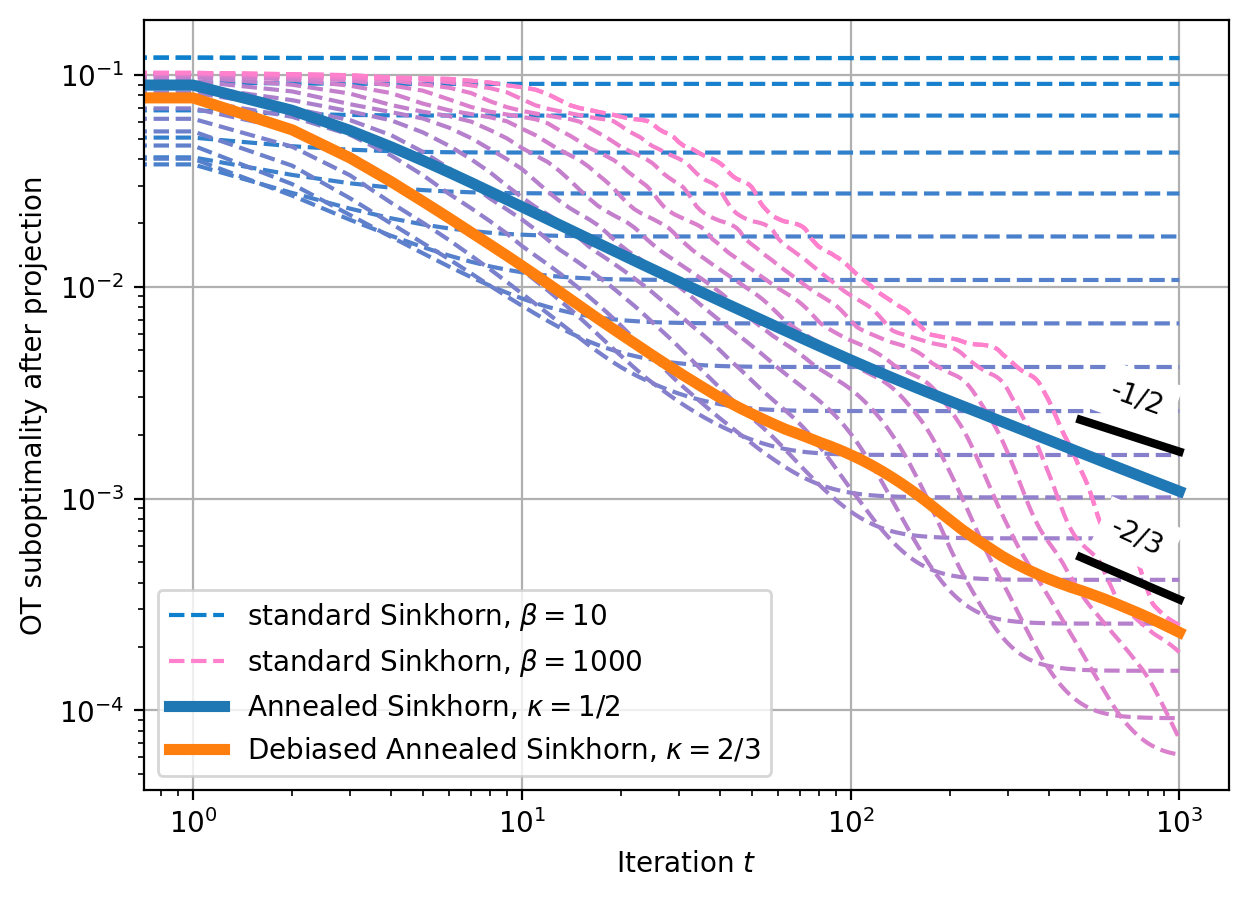 OT suboptimality after projection
10⁻¹
10⁻²
10⁻³
10⁻⁴
-1/2
-2/3
standard Sinkhorn, β = 10
standard Sinkhorn, β = 1000
Annealed Sinkhorn, κ = 1/2
Debiased Annealed Sinkhorn, κ = 2/3
10⁰ 10¹ 10² 10³
Iteration t